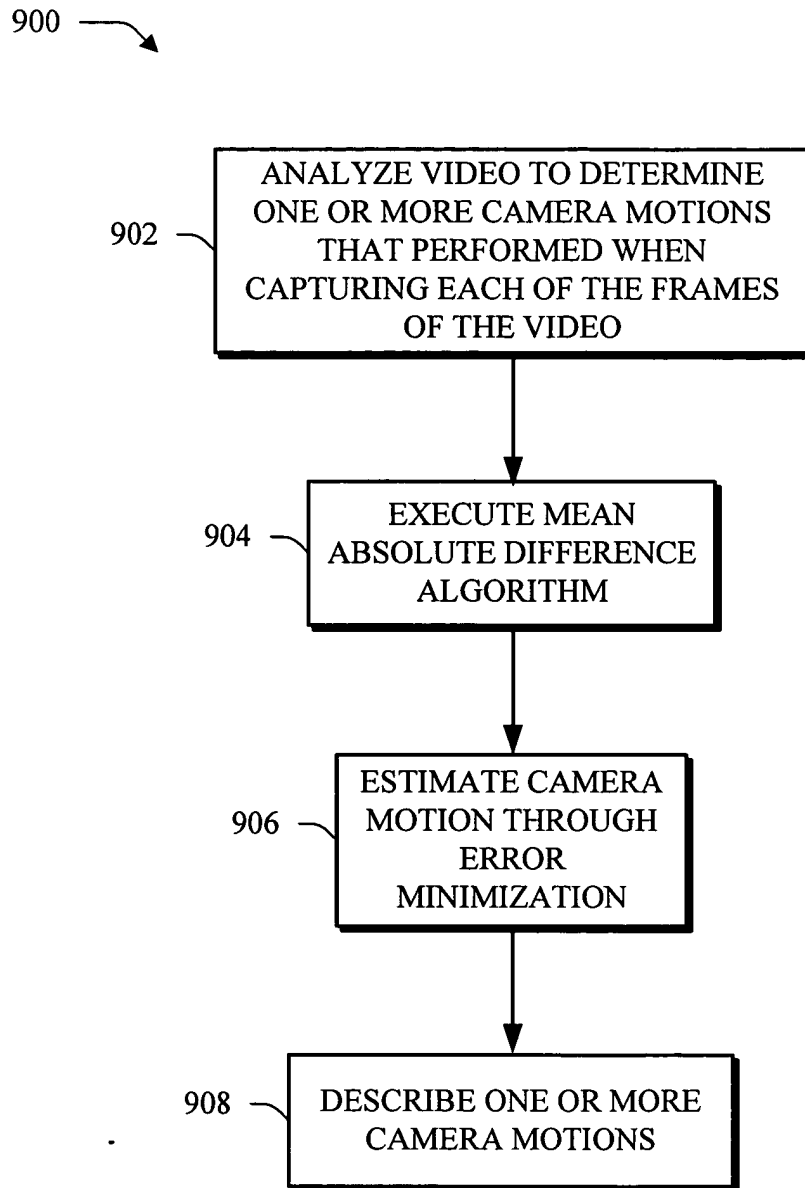 900
ANALYZE VIDEO TO DETERMINE
ONE OR MORE CAMERA MOTIONS
THAT PERFORMED WHEN
CAPTURING EACH OF THE FRAMES
OF THE VIDEO
902
EXECUTE MEAN
ABSOLUTE DIFFERENCE
ALGORITHM
904
ESTIMATE CAMERA
MOTION THROUGH
ERROR
MINIMIZATION
906
DESCRIBE ONE OR MORE
CAMERA MOTIONS
908